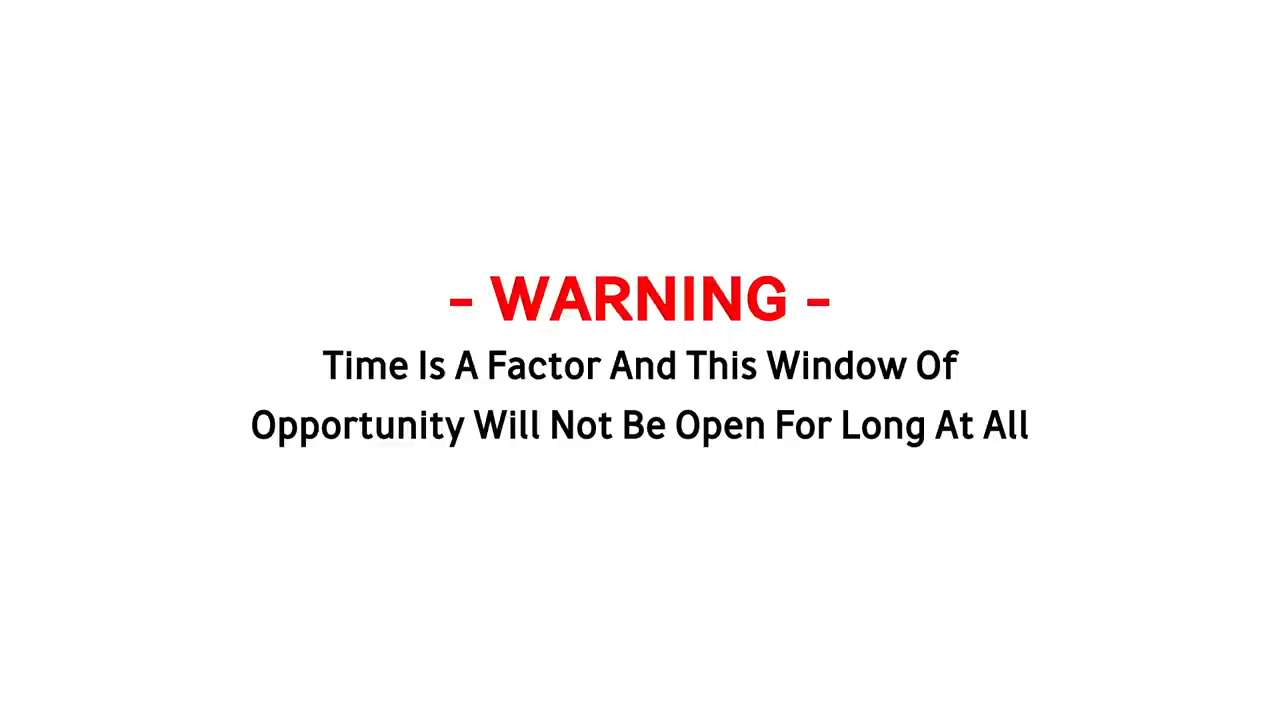 - WARNING -
Time Is A Factor And This Window Of
Opportunity Will Not Be Open For Long At All